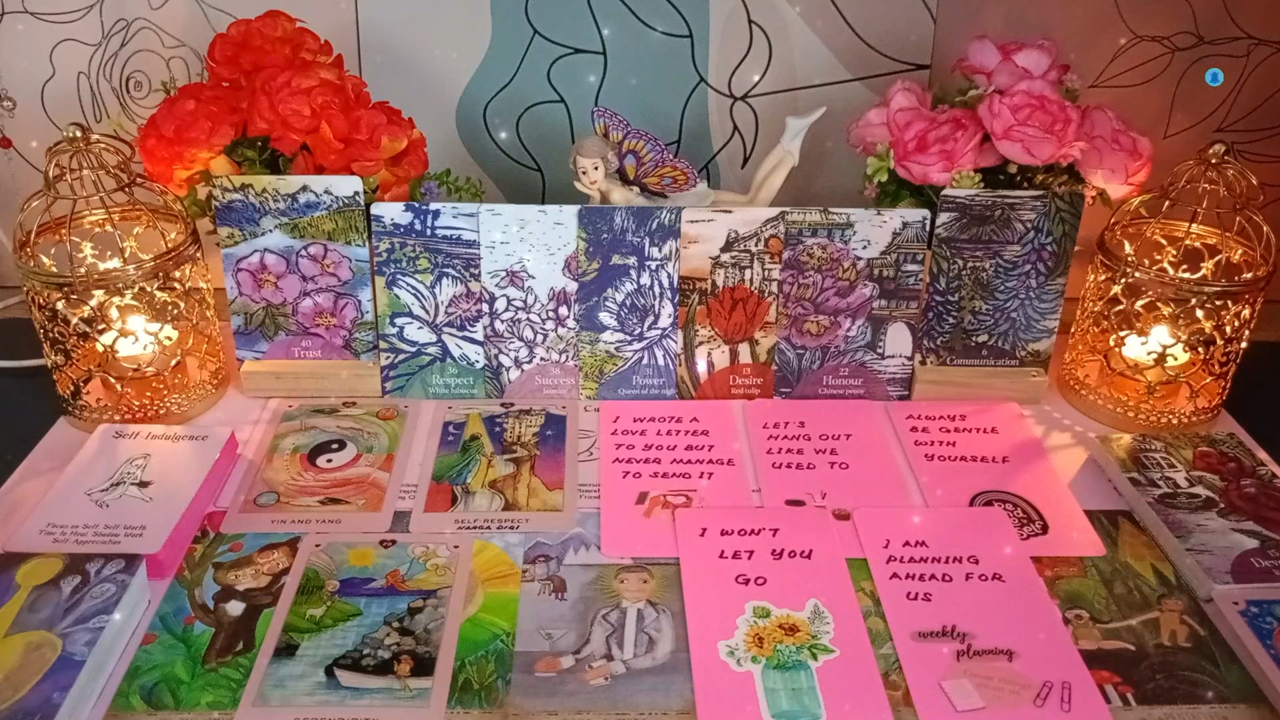 40
Trust
36
Respect
White hibiscus
38
Success
Jasmine
31
Power
Queen of the night
13
Desire
Red tulip
22
Honour
Chinese peony
6
Communication
Self-Indulgence
Focus on Self. Self-Worth
Time to Heal. Shadow Work
Self-Appreciation
YIN AND YANG
SELF-RESPECT
HARGA DIRI
I WROTE A
LOVE LETTER
TO YOU BUT
NEVER MANAGE
TO SEND IT
LET'S
HANG OUT
LIKE WE
USED TO
ALWAYS
BE GENTLE
WITH
YOURSELF
I WON'T
LET YOU
GO
I AM
PLANNING
AHEAD FOR
US
weekly
planning
SERENDIPITY